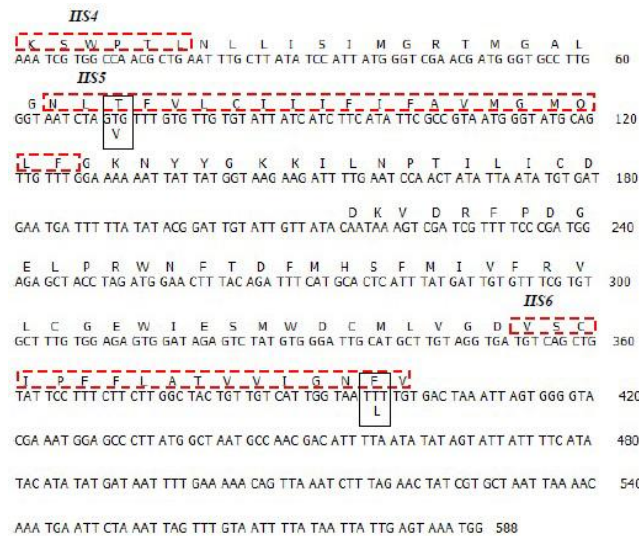 IIS4
K S W P T L N L L I S I M G R T M G A L
AAA TCG TGG CCA ACG CTG AAT TTG CTT ATA TCC ATT ATG GGT CGA ACG ATG GGT GCC TTG 60
IIS5
G N L T F V L C I I I F I F A V M G M Q
GGT AAT CTA GTG TTT GTG TTG TGT ATT ATC ATC TTC ATA TTC GCC GTA ATG GGT ATG CAG 120
V
L F G K N Y Y G K K I L N P T I L I C D
TTG TTT GGA AAA AAT TAT TAT GGT AAG AAG ATT TTG AAT CCA ACT ATA TTA ATA TGT GAT 180
D K V D R F P D G
GAA TGA TTT TTA TAT ACG GAT TGT ATT GTT ATA CAA TAA AGT CGA TCG TTT TCC CGA TGG 240
E L P R W N F T D F M H S F M I V F R V
AGA GCT ACC TAG ATG GAA CTT TAC AGA TTT CAT GCA CTC ATT TAT GAT TGT GTT TCG TGT 300
IIS6
L C G E W I E S M W D C M L V G D V S C
GCT TTG TGG AGA GTG GAT AGA GTC TAT GTG GGA TTG CAT GCT TGT AGG TGA TGT CAG CTG 360
I P F F L A T V V I G N F V
TAT TCC TTT CTT CTT GGC TAC TGT TGT CAT TGG TAA TTT TGT GAC TAA ATT AGT GGG GTA 420
L
CGA AAT GGA GCC CTT ATG GCT AAT GCC AAC GAC ATT TTA ATA TAT AGT ATT ATT TTC ATA 480
TAC ATA TAT GAT AAT TTT GAA AAA CAG TTA AAT CTT TAG AAC TAT CGT GCT AAT TAA AAC 540
AAA TGA ATT CTA AAT TAG TTT GTA ATT TTA TAA TTA TTG AGT AAA TGG 588